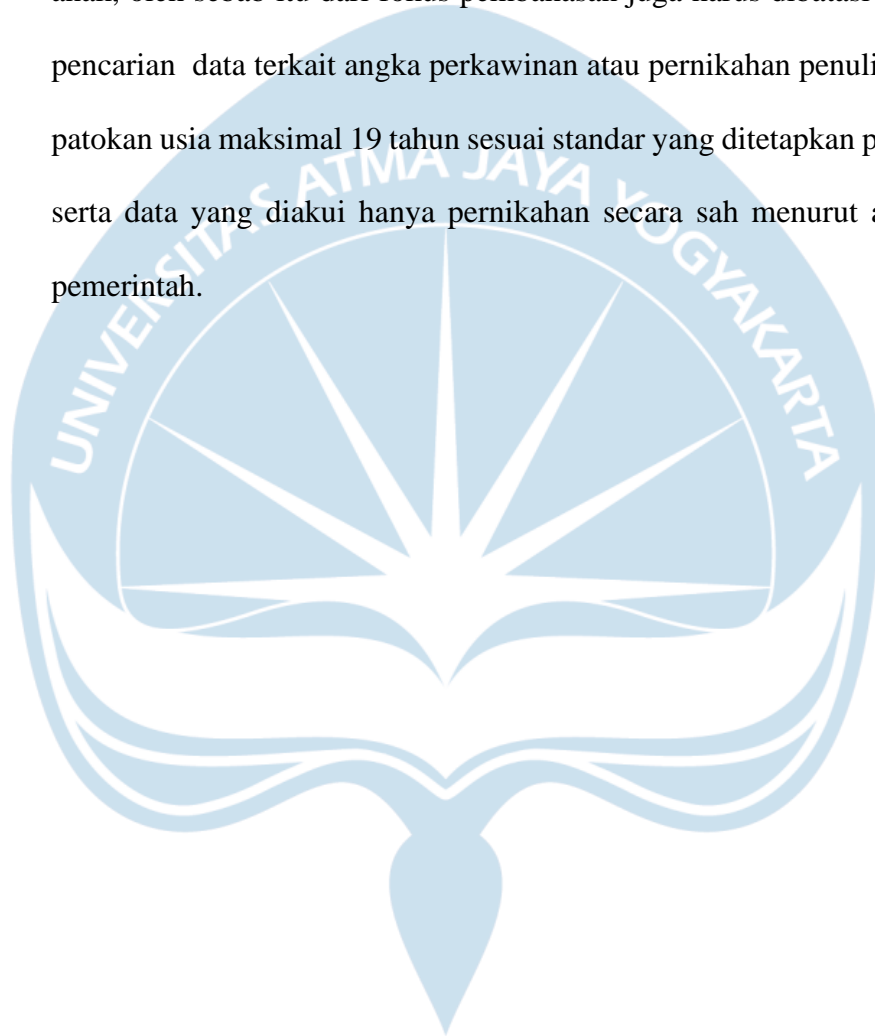 pencarian data terkait angka perkawinan atau pernikahan
patokan usia maksimal 19 tahun sesuai standar yang ditetapkan
serta data yang diakui hanya pernikahan secara sah menurut
pemerintah.
UNIVERSITAS ATMA JAYA YOGYAKARTA